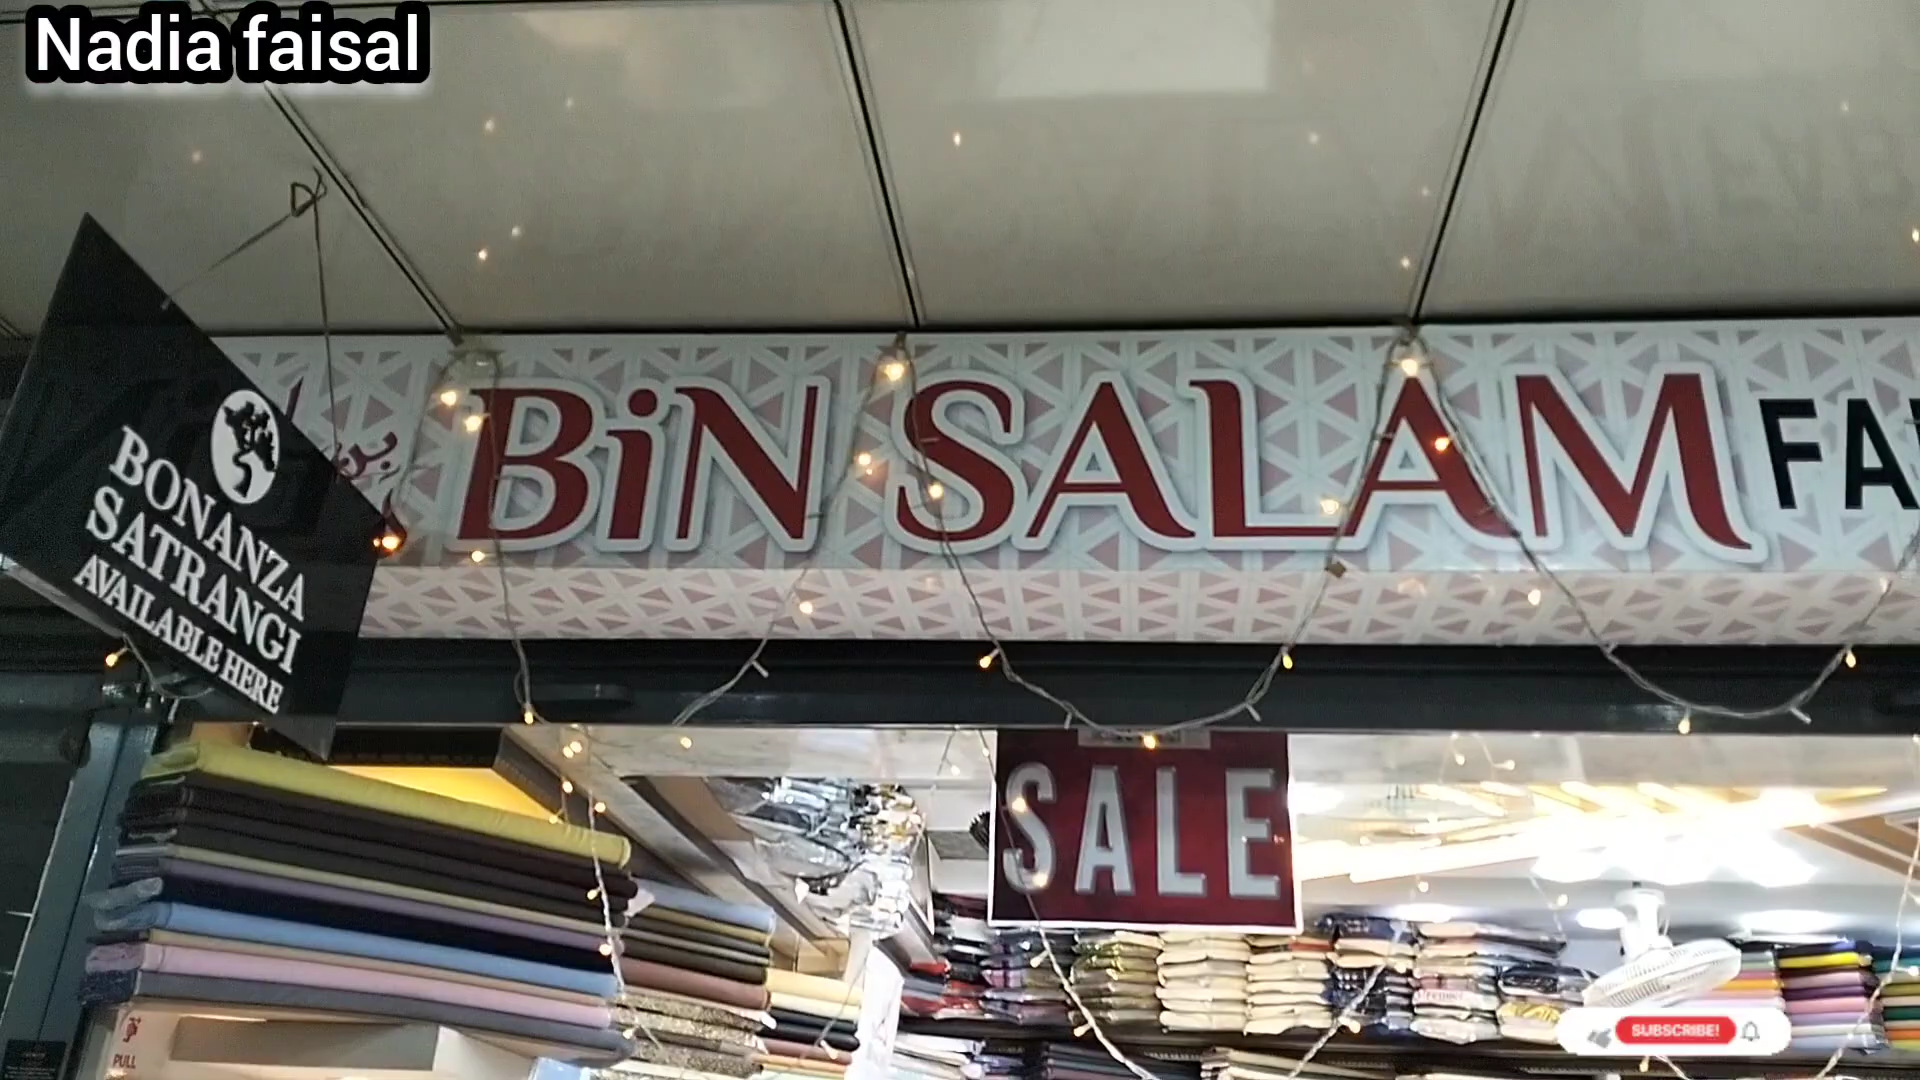 Nadia faisal
BiN SALAM FA
BONANZA
SATRANGI
AVAILABLE HERE
SALE
PULL
SUBSCRIBE!